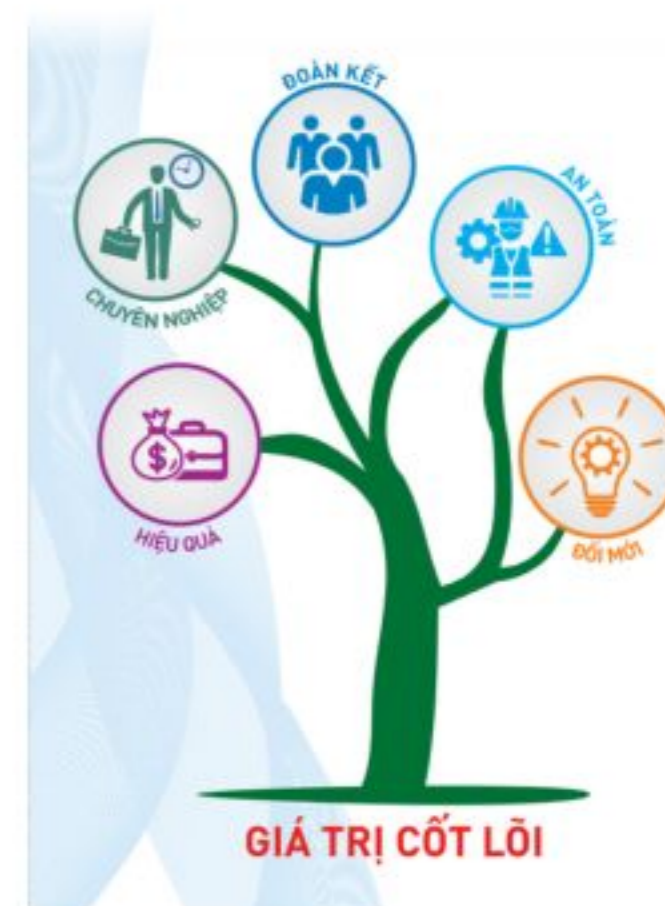 ĐOÀN KẾT
AN TOÀN
CHUYÊN NGHIỆP
HIỆU QUẢ
ĐỔI MỚI
GIÁ TRỊ CỐT LÕI